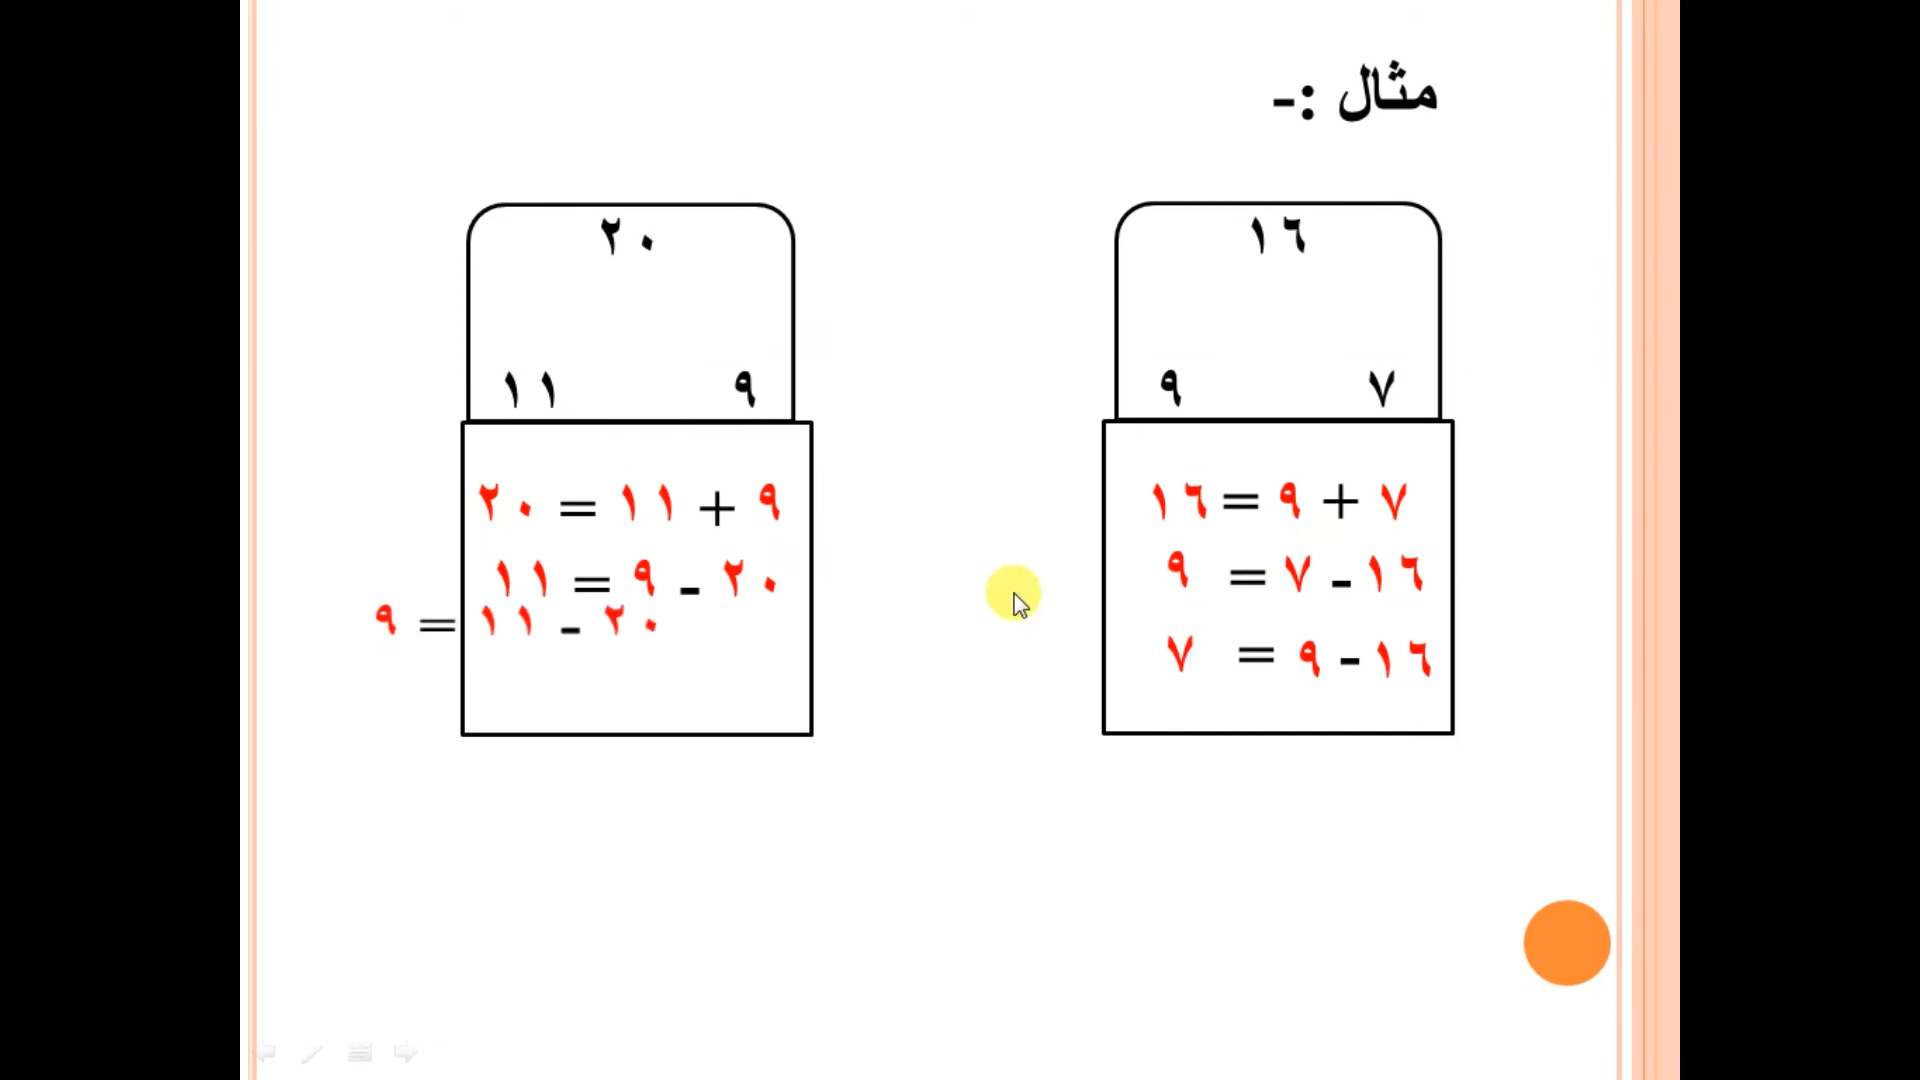 مثال :-
١٦
٧ ٩
٧ + ٩ = ١٦
١٦ - ٧ = ٩
١٦ - ٩ = ٧
٢٠
٩ ١١
٩ + ١١ = ٢٠
٢٠ - ٩ = ١١
٢٠ - ١١ = ٩